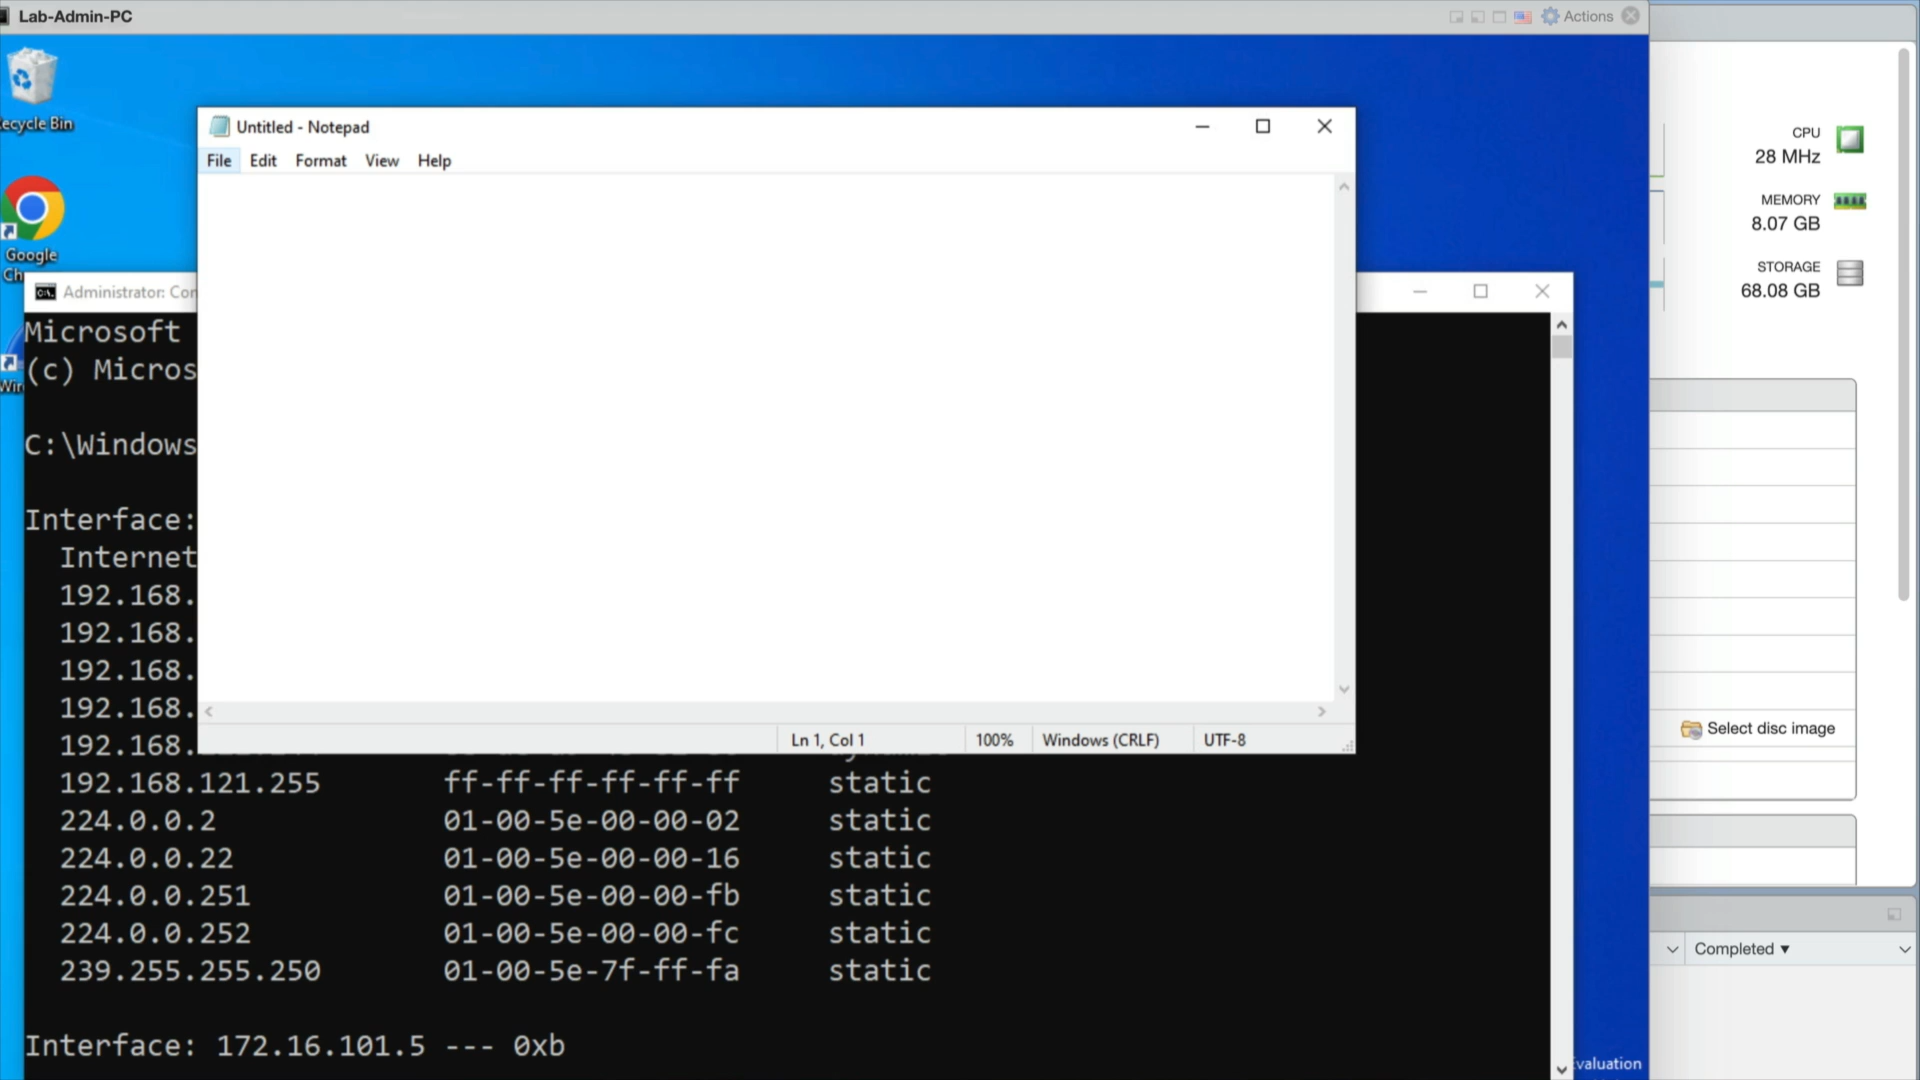 Lab-Admin-PC
Actions
ecycle Bin
Google
Ch
Untitled - Notepad
File Edit Format View Help
Ln 1, Col 1 100% Windows (CRLF) UTF-8
Administrator: Con
Microsoft
(c) Micros
C:\Windows
Interface:
Internet
192.168.
192.168.
192.168.
192.168.
192.168.
192.168.121.255 ff-ff-ff-ff-ff-ff static
224.0.0.2 01-00-5e-00-00-02 static
224.0.0.22 01-00-5e-00-00-16 static
224.0.0.251 01-00-5e-00-00-fb static
224.0.0.252 01-00-5e-00-00-fc static
239.255.255.250 01-00-5e-7f-ff-fa static
Interface: 172.16.101.5 --- 0xb
valuation
CPU
28 MHz
MEMORY
8.07 GB
STORAGE
68.08 GB
Select disc image
Completed ▼